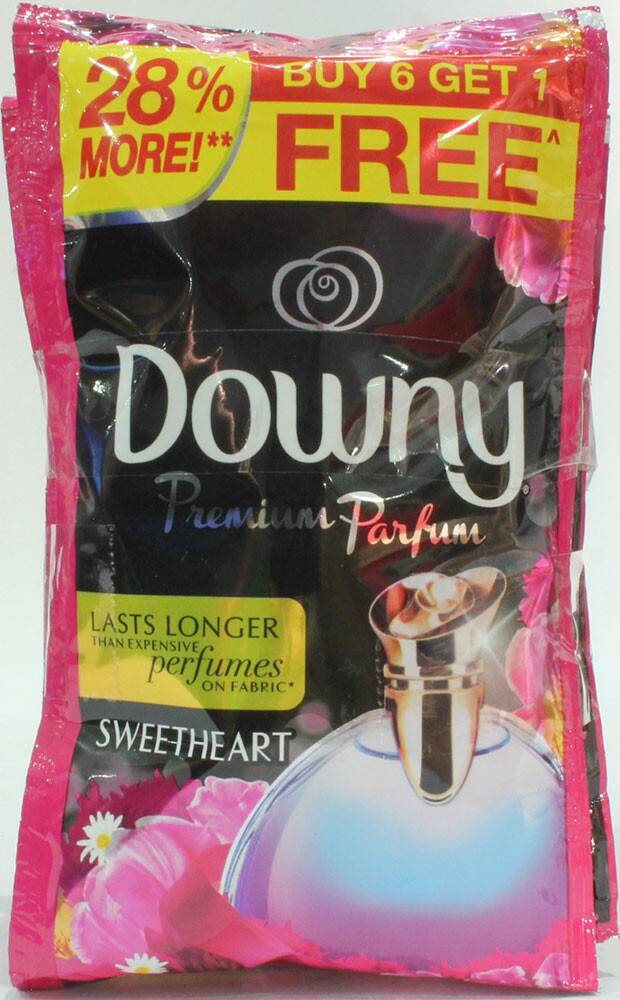 28%
MORE!**
BUY 6 GET 1
FREE^
Downy®
Premium Parfum
LASTS LONGER
THAN EXPENSIVE
perfumes
ON FABRIC*
SWEETHEART